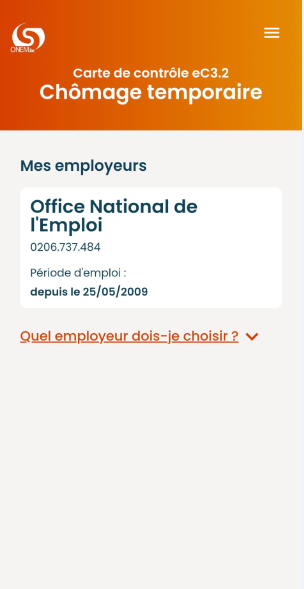 ONEM.be
Carte de contrôle eC3.2
Chômage temporaire
Mes employeurs
Office National de
l'Emploi
0206.737.484
Période d'emploi :
depuis le 25/05/2009
Quel employeur dois-je choisir ?